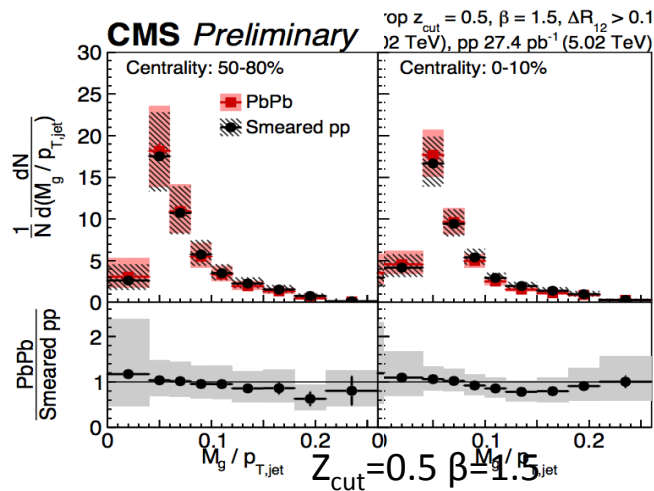 CMS Preliminary
rop z_cut = 0.5, β = 1.5, ΔR_12 > 0.1
02 TeV), pp 27.4 pb^-1 (5.02 TeV)
30
25
20
15
10
5
0
1/N dN/d(M_g / p_T,jet)
Centrality: 50-80%
PbPb
Smeared pp
Centrality: 0-10%
2
1
0
PbPb
Smeared pp
0 0.1 0.2
0 0.1 0.2
M_g / p_T,jet
M_g / p_T,jet
Z_cut=0.5 β=1.5